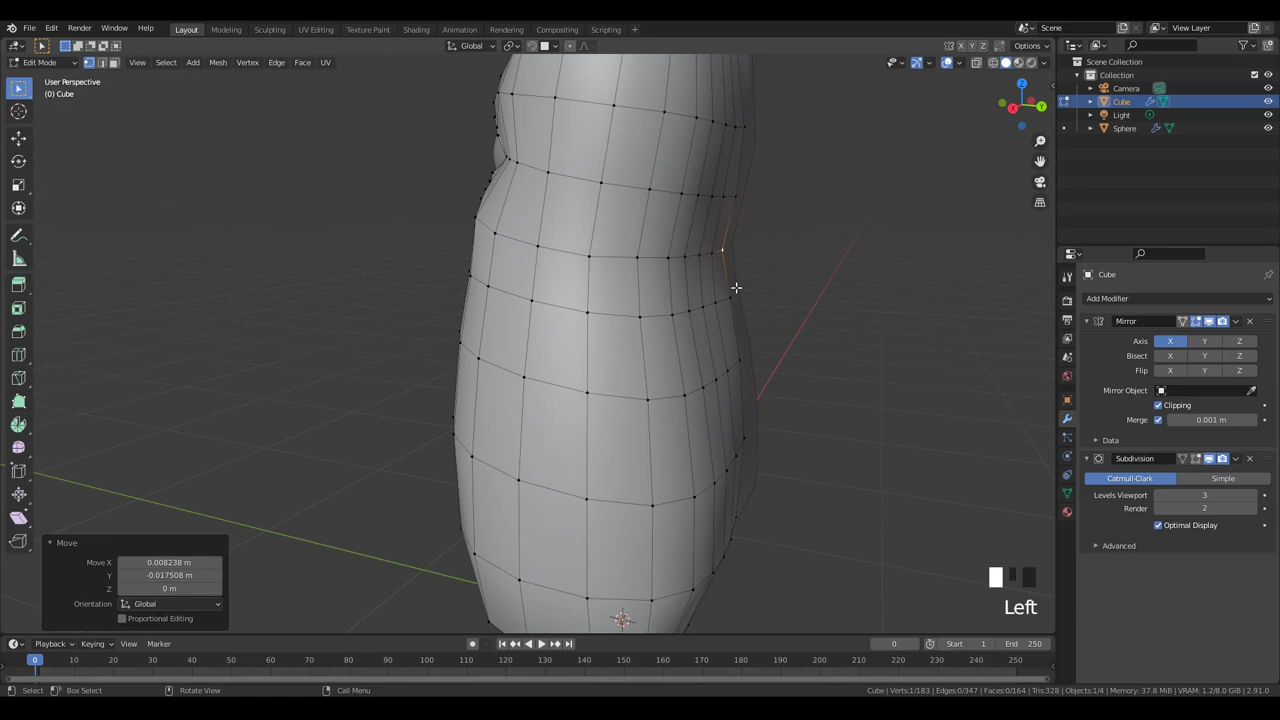 File Edit Render Window Help Layout Modeling Sculpting UV Editing Texture Paint Shading Animation Rendering Compositing Scripting + Scene View Layer
Global X Y Z Options
Edit Mode View Select Add Mesh Vertex Edge Face UV
User Perspective
(0) Cube
Z
Y
X
Scene Collection
Collection
Camera
Cube
Light
Sphere
Cube
Add Modifier
Mirror
Axis X Y Z
Bisect X Y Z
Flip X Y Z
Mirror Object
Clipping
Merge 0.001 m
Data
Subdivision
Catmull-Clark Simple
Levels Viewport 3
Render 2
Optimal Display
Advanced
Move
Move X 0.008238 m
Y -0.017508 m
Z 0 m
Orientation Global
Proportional Editing
Left
Playback Keying View Marker 0 Start 1 End 250
0 10 20 30 40 50 60 70 80 90 100 110 120 130 140 150 160 170 180 190 200 210 220 230 240 250
Select Box Select Rotate View Call Menu Cube | Verts:1/183 | Edges:0/347 | Faces:0/164 | Tris:328 | Objects:1/4 | Memory: 37.8 MiB | VRAM: 1.2/8.0 GiB | 2.91.0